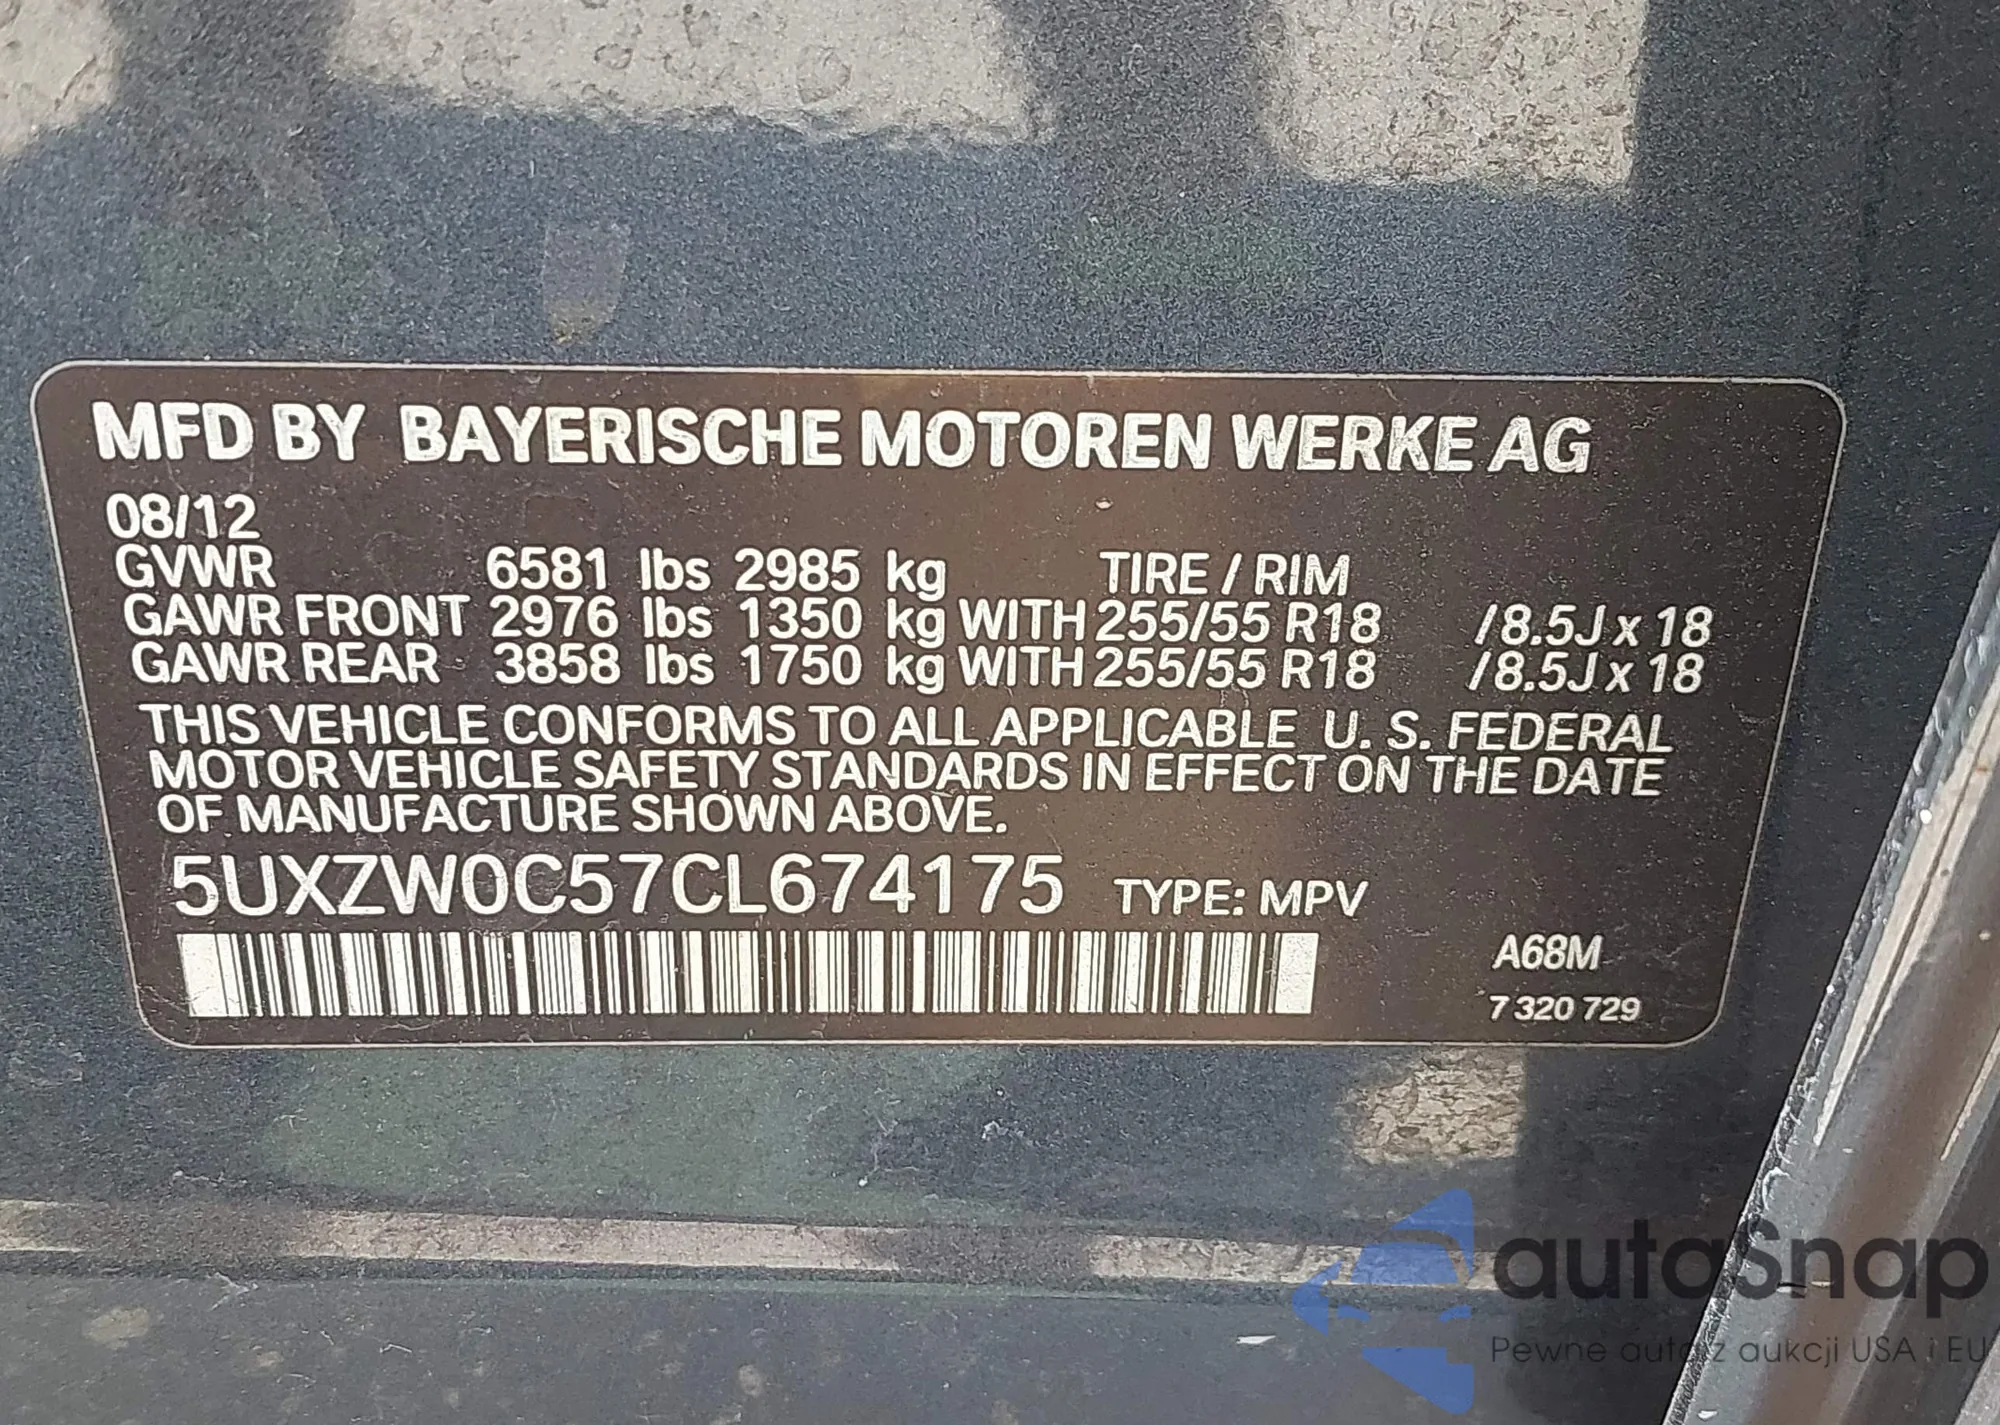 MFD BY BAYERISCHE MOTOREN WERKE AG
08/12
GVWR 6581 lbs 2985 kg TIRE / RIM
GAWR FRONT 2976 lbs 1350 kg WITH 255/55 R18 /8.5J x 18
GAWR REAR 3858 lbs 1750 kg WITH 255/55 R18 /8.5J x 18
THIS VEHICLE CONFORMS TO ALL APPLICABLE U. S. FEDERAL
MOTOR VEHICLE SAFETY STANDARDS IN EFFECT ON THE DATE
OF MANUFACTURE SHOWN ABOVE.
5UXZW0C57CL674175 TYPE: MPV
A68M
7 320 729
autoSnap
Pewne auta z aukcji USA i EU